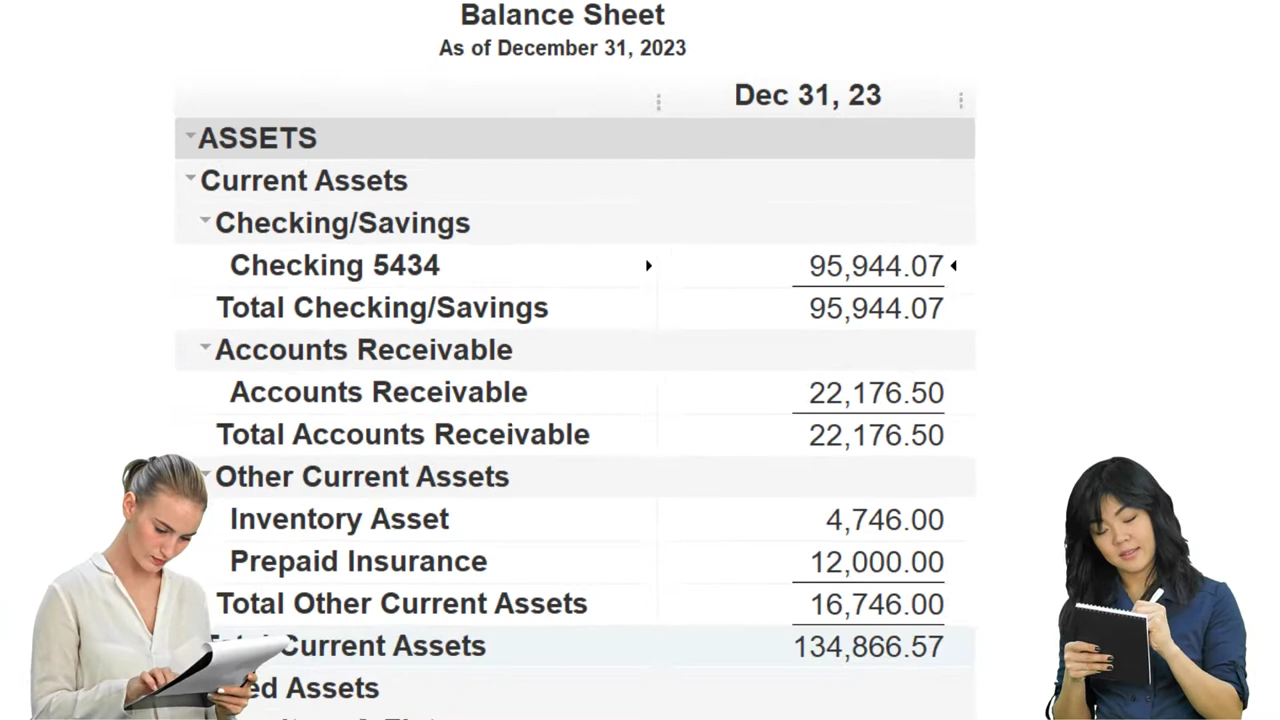 Balance Sheet
As of December 31, 2023
Dec 31, 23
ASSETS
Current Assets
Checking/Savings
Checking 5434 95,944.07
Total Checking/Savings 95,944.07
Accounts Receivable
Accounts Receivable 22,176.50
Total Accounts Receivable 22,176.50
Other Current Assets
Inventory Asset 4,746.00
Prepaid Insurance 12,000.00
Total Other Current Assets 16,746.00
Current Assets 134,866.57
Assets